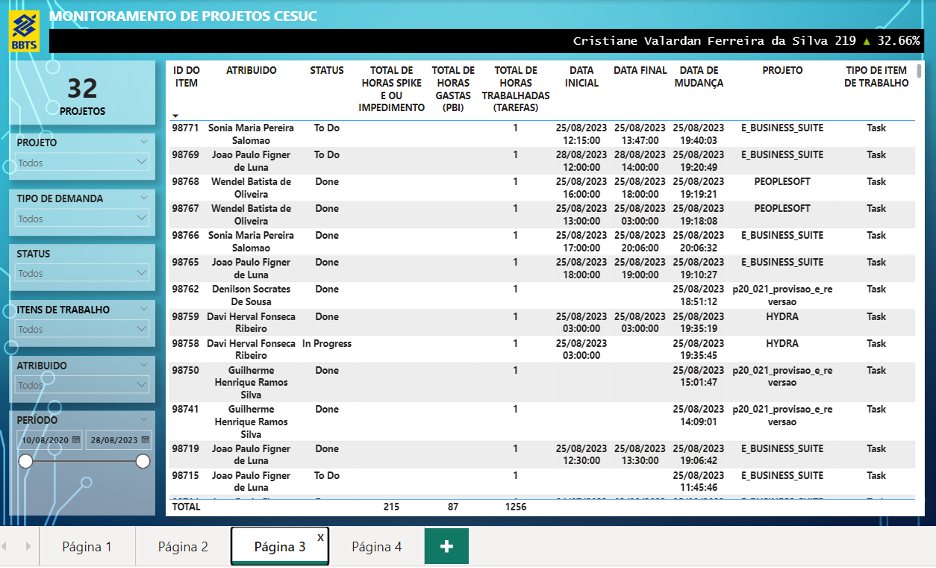 BBTS
MONITORAMENTO DE PROJETOS CESUC
Cristiane Valardan Ferreira da Silva 219 ▲ 32.66%
32
PROJETOS
PROJETO
Todos
TIPO DE DEMANDA
Todos
STATUS
Todos
ITENS DE TRABALHO
Todos
ATRIBUIDO
Todos
PERÍODO
10/08/2020 28/08/2023
ID DO ITEM ATRIBUIDO STATUS TOTAL DE HORAS SPIKE E OU IMPEDIMENTO TOTAL DE HORAS GASTAS (PBI) TOTAL DE HORAS TRABALHADAS (TAREFAS) DATA INICIAL DATA FINAL DATA DE MUDANÇA PROJETO TIPO DE ITEM DE TRABALHO
98771 Sonia Maria Pereira Salomao To Do 1 25/08/2023 12:15:00 25/08/2023 13:47:00 25/08/2023 19:40:03 E_BUSINESS_SUITE Task
98769 Joao Paulo Figner de Luna To Do 1 28/08/2023 12:00:00 28/08/2023 14:00:00 25/08/2023 19:20:49 E_BUSINESS_SUITE Task
98768 Wendel Batista de Oliveira Done 1 25/08/2023 16:00:00 25/08/2023 18:00:00 25/08/2023 19:19:21 PEOPLESOFT Task
98767 Wendel Batista de Oliveira Done 1 25/08/2023 13:00:00 25/08/2023 03:00:00 25/08/2023 19:18:08 PEOPLESOFT Task
98766 Sonia Maria Pereira Salomao Done 1 25/08/2023 17:00:00 25/08/2023 20:06:00 25/08/2023 20:06:32 E_BUSINESS_SUITE Task
98765 Joao Paulo Figner de Luna Done 1 25/08/2023 18:00:00 25/08/2023 19:00:00 25/08/2023 19:10:27 E_BUSINESS_SUITE Task
98762 Denilson Socrates De Sousa Done 1 25/08/2023 18:51:12 p20_021_provisao_e_reversao Task
98759 Davi Herval Fonseca Ribeiro Done 1 25/08/2023 03:00:00 25/08/2023 03:00:00 25/08/2023 19:35:19 HYDRA Task
98758 Davi Herval Fonseca Ribeiro In Progress 1 25/08/2023 03:00:00 25/08/2023 19:35:45 HYDRA Task
98750 Guilherme Henrique Ramos Silva Done 1 25/08/2023 15:01:47 p20_021_provisao_e_reversao Task
98741 Guilherme Henrique Ramos Silva Done 1 25/08/2023 14:09:01 p20_021_provisao_e_reversao Task
98719 Joao Paulo Figner de Luna Done 1 25/08/2023 12:30:00 25/08/2023 13:30:00 25/08/2023 19:06:42 E_BUSINESS_SUITE Task
98715 Joao Paulo Figner de Luna To Do 1 25/08/2023 11:45:46 E_BUSINESS_SUITE Task
TOTAL 215 87 1256
Página 1 Página 2 Página 3 X Página 4 +